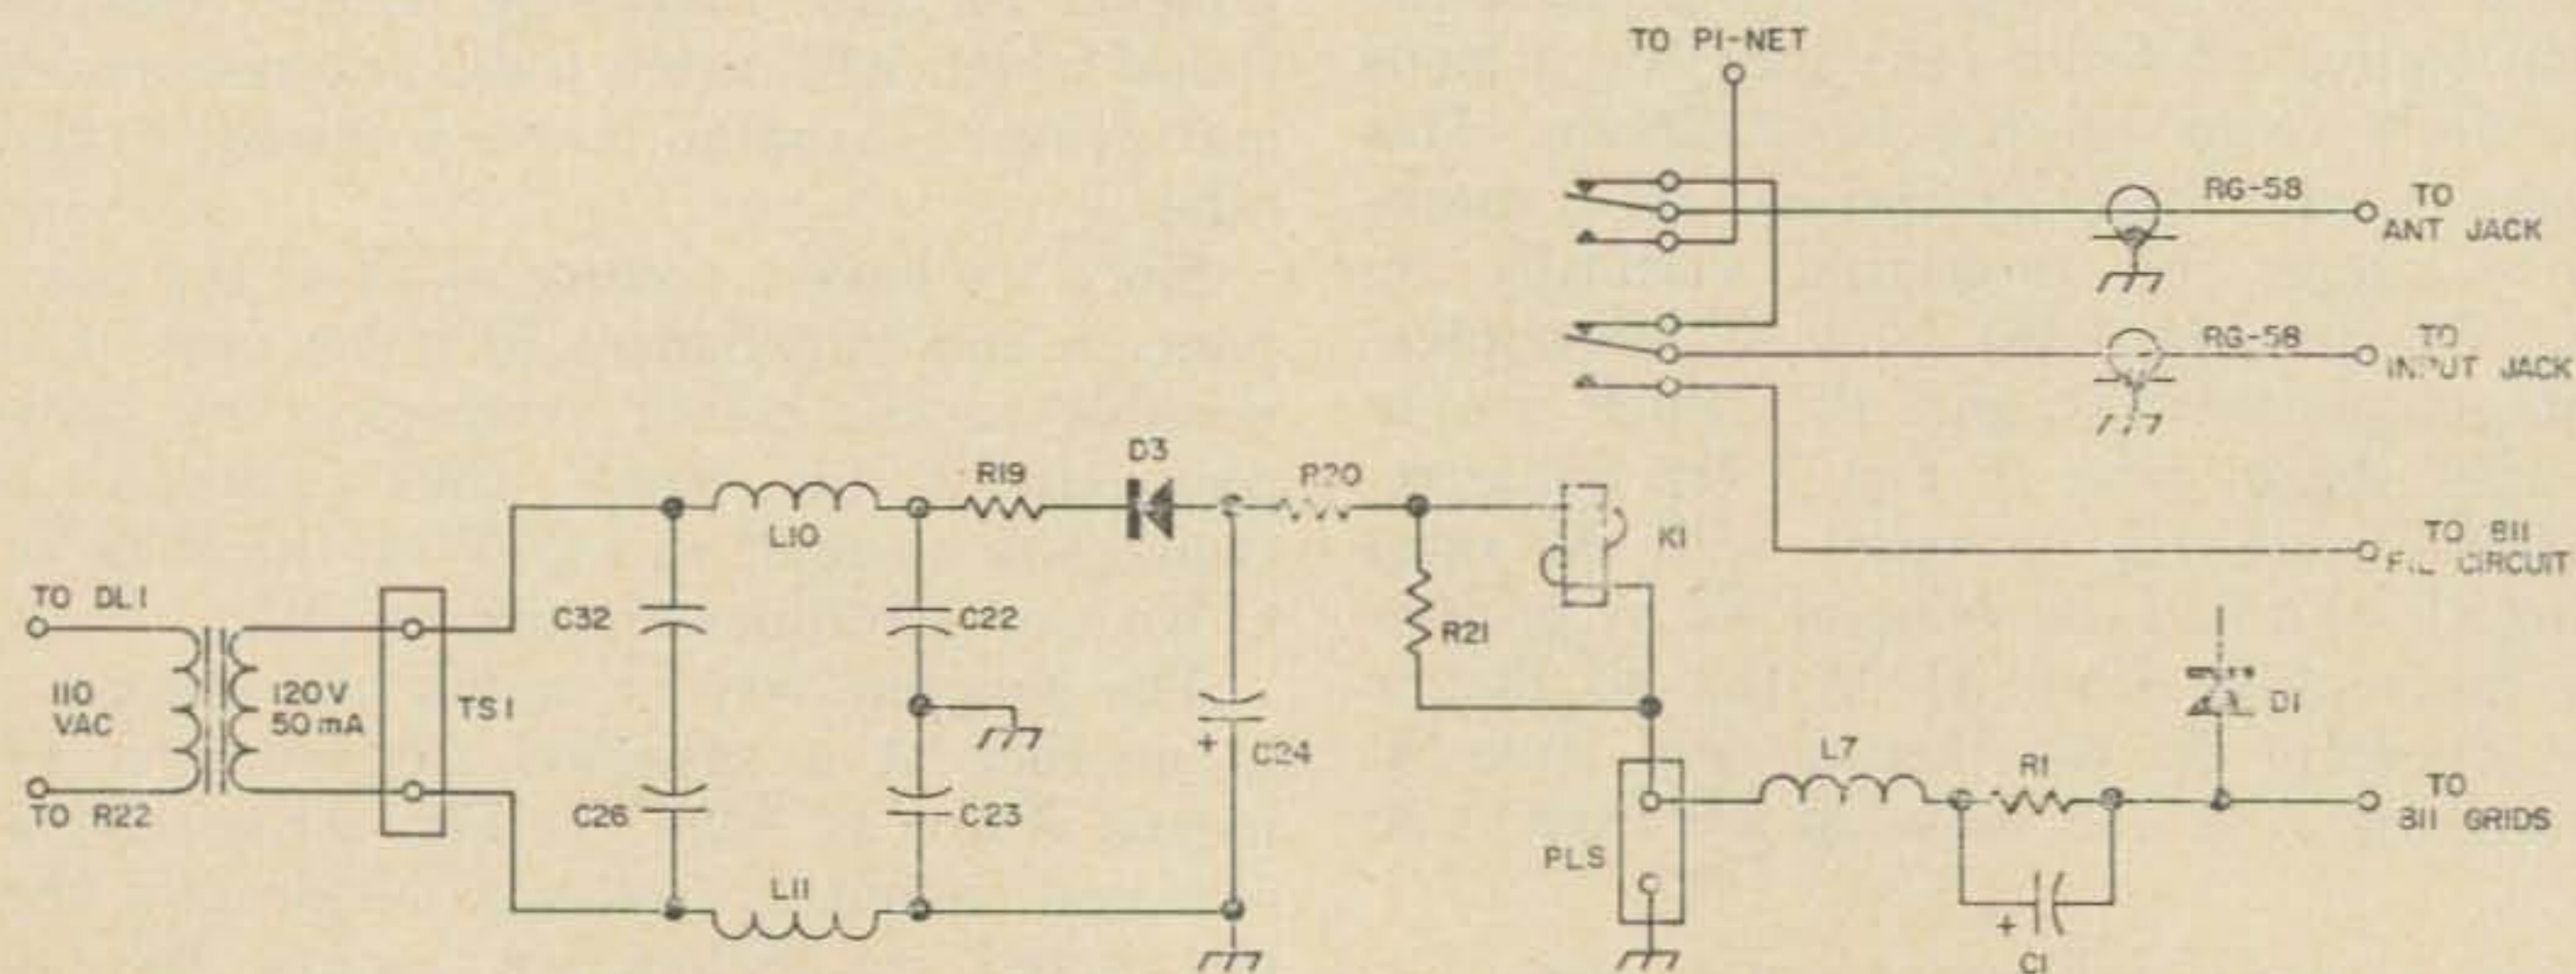 TO PI-NET
RG-58
TO
ANT JACK
RG-58
TO
INPUT JACK
D3
R19
R20
L10
K1
TO 811
FIL CIRCUIT
TO DL1
C32
C22
R21
110
VAC
120V
50mA
TS1
D1
C24
L7
R1
TO
811 GRIDS
TO R22
C26
C23
PLS
L11
+
+
C1